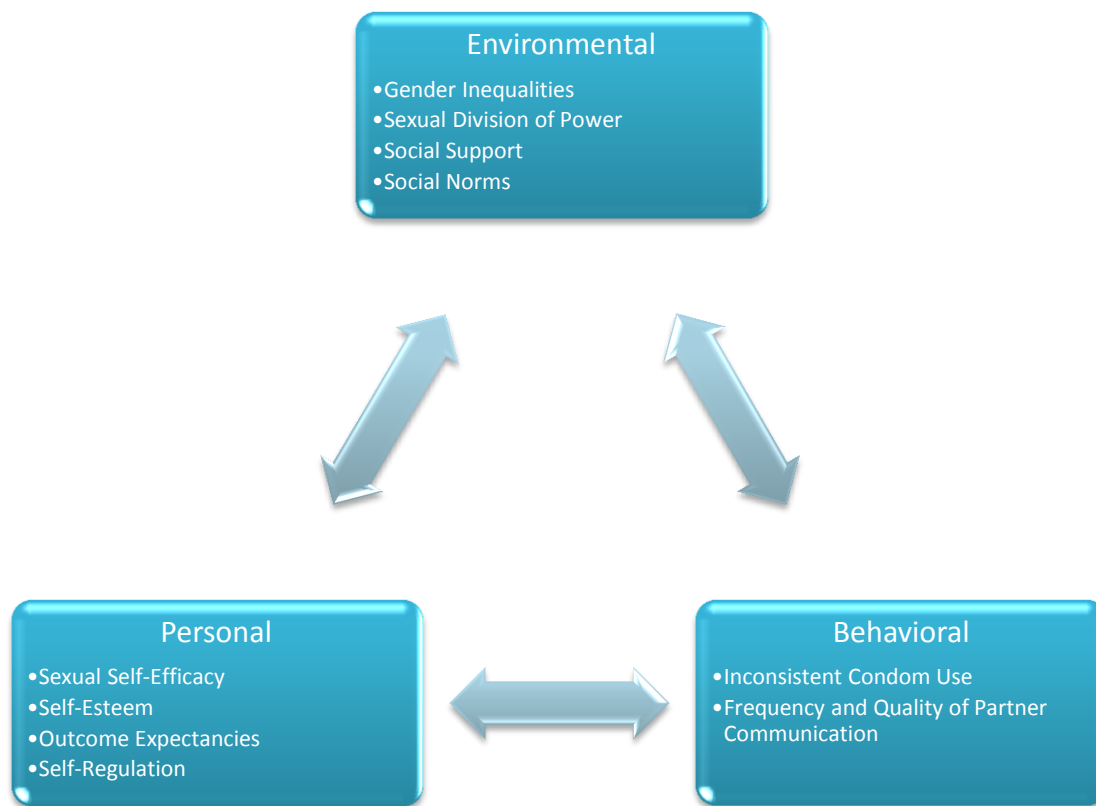 Environmental
•Gender Inequalities
•Sexual Division of Power
•Social Support
•Social Norms
Personal
•Sexual Self-Efficacy
•Self-Esteem
•Outcome Expectancies
•Self-Regulation
Behavioral
•Inconsistent Condom Use
•Frequency and Quality of Partner
Communication